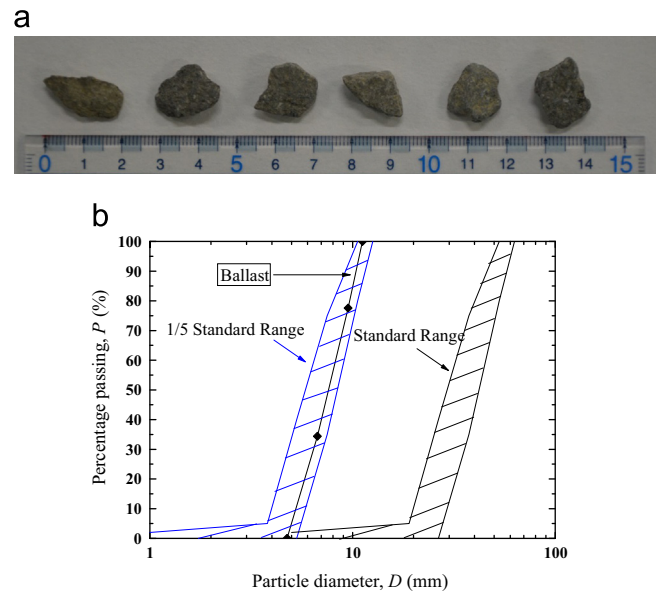 a
0 1 2 3 4 5 6 7 8 9 10 11 12 13 14 15
b
100
90
80
70
60
50
40
30
20
10
0
Percentage passing, P (%)
Ballast
1/5 Standard Range
Standard Range
1 10 100
Particle diameter, D (mm)